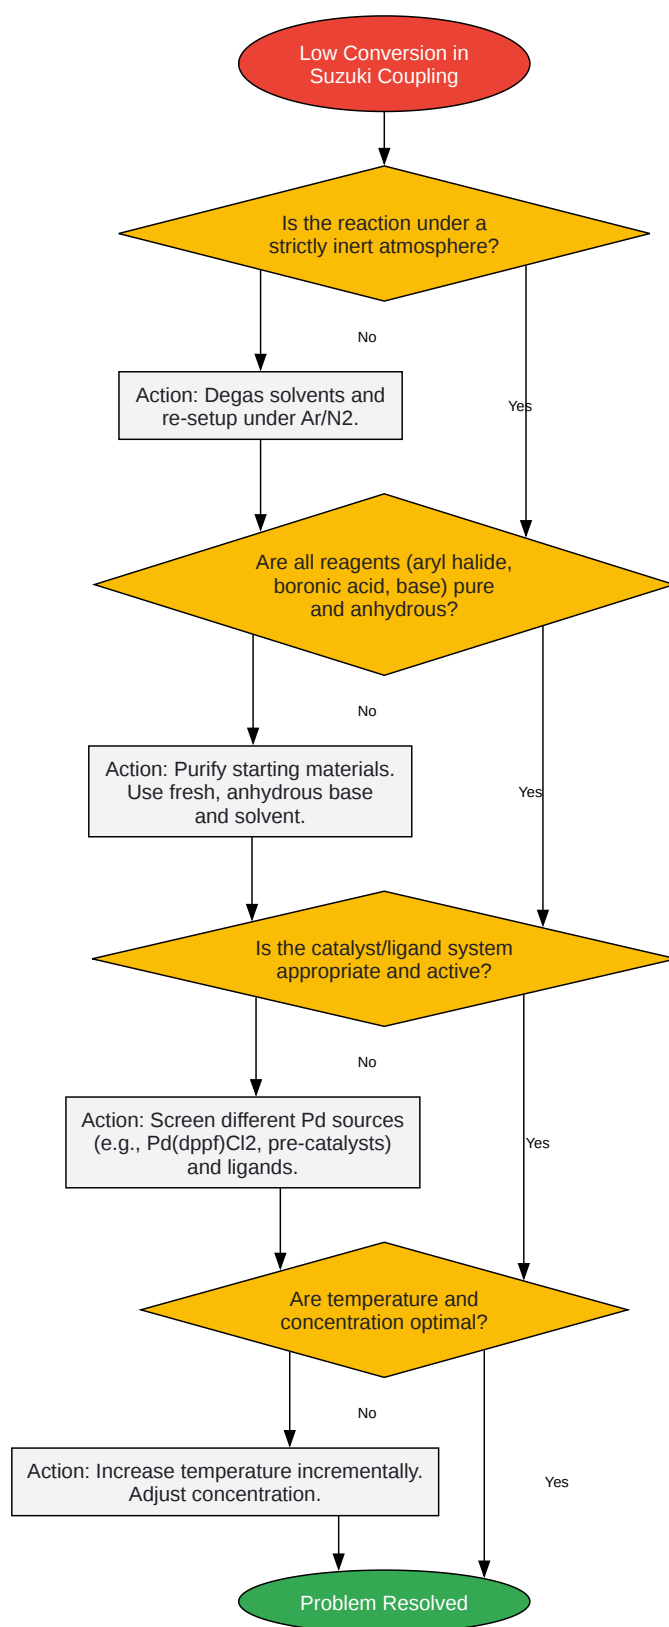 Low Conversion in
Suzuki Coupling
Is the reaction under a
strictly inert atmosphere?
No
Action: Degas solvents and
re-setup under Ar/N2.
Yes
Are all reagents (aryl halide,
boronic acid, base) pure
and anhydrous?
No
Action: Purify starting materials.
Use fresh, anhydrous base
and solvent.
Yes
Is the catalyst/ligand system
appropriate and active?
No
Action: Screen different Pd sources
(e.g., Pd(dppf)Cl2, pre-catalysts)
and ligands.
Yes
Are temperature and
concentration optimal?
No
Action: Increase temperature incrementally.
Adjust concentration.
Yes
Problem Resolved